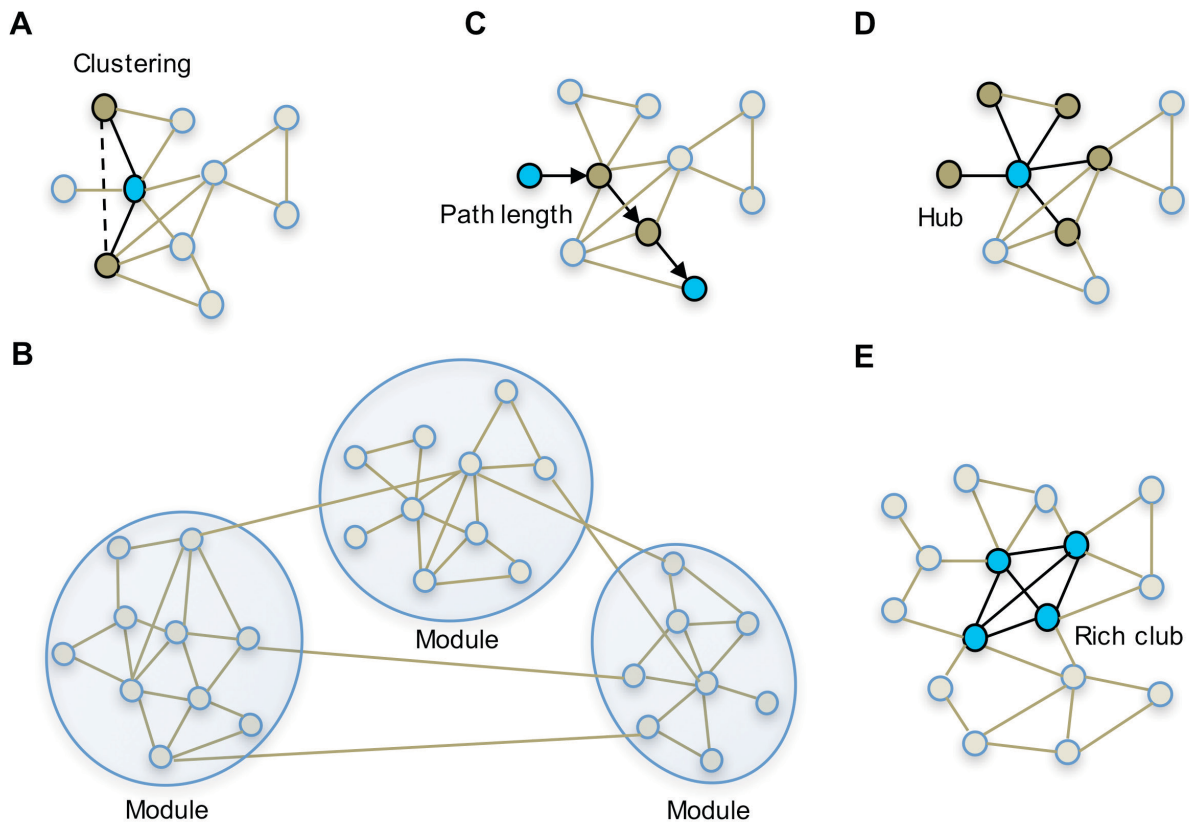 A
Clustering
C
Path length
D
Hub
B
Module
Module
Module
E
Rich club